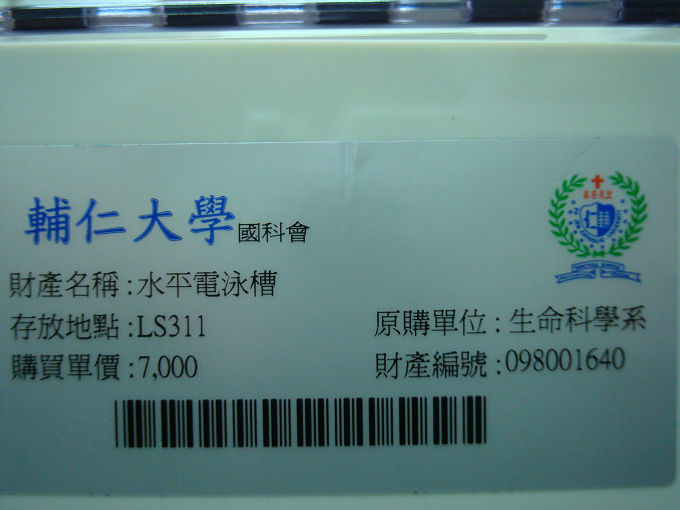 輔仁大學國科會
財產名稱:水平電泳槽
存放地點:LS311 原購單位:生命科學系
購買單價:7,000 財產編號:098001640